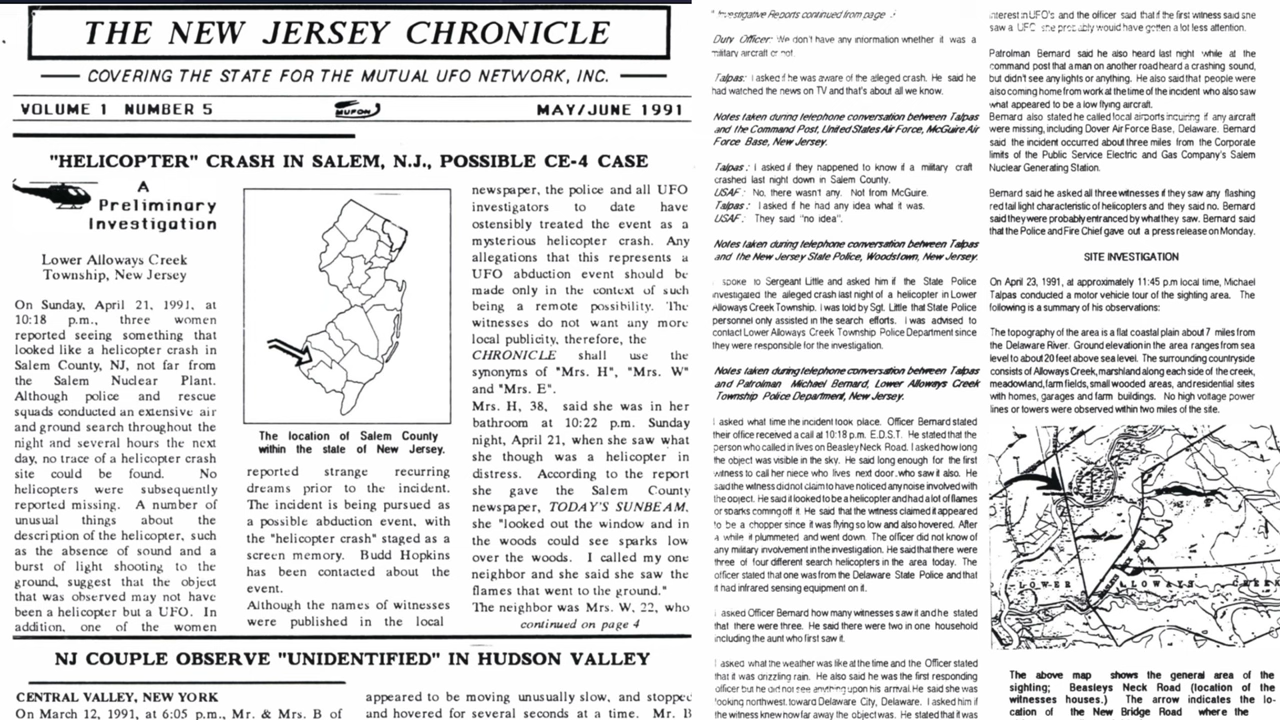 THE NEW JERSEY CHRONICLE
COVERING THE STATE FOR THE MUTUAL UFO NETWORK, INC.
VOLUME 1 NUMBER 5
MUFON
MAY/JUNE 1991
"HELICOPTER" CRASH IN SALEM, N.J., POSSIBLE CE-4 CASE
A
Preliminary
Investigation
Lower Alloways Creek
Township, New Jersey
On Sunday, April 21, 1991, at
10:18 p.m., three women
reported seeing something that
looked like a helicopter crash in
Salem County, NJ, not far from
the Salem Nuclear Plant.
Although police and rescue
squads conducted an extensive air
and ground search throughout the
night and several hours the next
day, no trace of a helicopter crash
site could be found. No
helicopters were subsequently
reported missing. A number of
unusual things about the
description of the helicopter, such
as the absence of sound and a
burst of light shooting to the
ground, suggest that the object
that was observed may not have
been a helicopter but a UFO. In
addition, one of the women
The location of Salem County
within the state of New Jersey.
reported strange recurring
dreams prior to the incident.
The incident is being pursued as
a possible abduction event, with
the "helicopter crash" staged as a
screen memory. Budd Hopkins
has been contacted about the
event.
Although the names of witnesses
were published in the local
newspaper, the police and all UFO
investigators to date have
ostensibly treated the event as a
mysterious helicopter crash. Any
allegations that this represents a
UFO abduction event should be
made only in the context of such
being a remote possibility. The
witnesses do not want any more
local publicity, therefore, the
CHRONICLE shall use the
synonyms of "Mrs. H", "Mrs. W"
and "Mrs. E".
Mrs. H, 38, said she was in her
bathroom at 10:22 p.m. Sunday
night, April 21, when she saw what
she though was a helicopter in
distress. According to the report
she gave the Salem County
newspaper, TODAY'S SUNBEAM,
she "looked out the window and in
the woods could see sparks low
over the woods. I called my one
neighbor and she said she saw the
flames that went to the ground."
The neighbor was Mrs. W, 22, who
continued on page 4
NJ COUPLE OBSERVE "UNIDENTIFIED" IN HUDSON VALLEY
CENTRAL VALLEY, NEW YORK
On March 12, 1991, at 6:05 p.m., Mr. & Mrs. B of
appeared to be moving unusually slow, and stopped
and hovered for several seconds at a time. Mr. B
Investigative Reports continued from page
Duty Officer: We don't have any information whether it was a
military aircraft or not.
Talpas: I asked if he was aware of the alleged crash. He said he
had watched the news on TV and that's about all we know.
Notes taken during telephone conversation between Talpas
and the Command Post, United States Air Force, McGuire Air
Force Base, New Jersey.
Talpas: I asked if they happened to know if a military craft
crashed last night down in Salem County.
USAF: No, there wasn't any. Not from McGuire.
Talpas: I asked if he had any idea what it was.
USAF: They said "no idea".
Notes taken during telephone conversation between Talpas
and the New Jersey State Police, Woodstown, New Jersey.
I spoke to Sergeant Little and asked him if the State Police
investigated the alleged crash last night of a helicopter in Lower
Alloways Creek Township. I was told by Sgt. Little that State Police
personnel only assisted in the search efforts. I was advised to
contact Lower Alloways Creek Township Police Department since
they were responsible for the investigation.
Notes taken during telephone conversation between Talpas
and Patrolman Michael Bernard, Lower Alloways Creek
Township Police Department, New Jersey.
I asked what time the incident took place. Officer Bernard stated
their office received a call at 10:18 p.m. E.D.S.T. He stated that the
person who called in lives on Beasley Neck Road. I asked how long
the object was visible in the sky. He said long enough for the first
witness to call her niece who lives next door who saw it also. He
said the witness did not claim to have noticed any noise involved with
the object. He said it looked to be a helicopter and had a lot of flames
or sparks coming off it. He said that the witness claimed it appeared
to be a chopper since it was flying so low and also hovered. After
a while it plummeted and went down. The officer did not know of
any military involvement in the investigation. He said that there were
three of four different search helicopters in the area today. The
officer stated that one was from the Delaware State Police and that
it had infrared sensing equipment on it.
I asked Officer Bernard how many witnesses saw it and he stated
that there were three. He said there were two in one household
including the aunt who first saw it.
I asked what the weather was like at the time and the Officer stated
that it was drizzling rain. He also said he was the first responding
officer but he did not see anything upon his arrival. He said she was
looking northwest toward Delaware City, Delaware. I asked him if
the witness knew how far away the object was. He stated that it was
interest in UFO's and the officer said that if the first witness said she
saw a UFO she probably would have gotten a lot less attention.
Patrolman Bernard said he also heard last night while at the
command post that a man on another road heard a crashing sound,
but didn't see any lights or anything. He also said that people were
also coming home from work at the time of the incident who also saw
what appeared to be a low flying aircraft.
Bernard also stated he called local airports inquiring if any aircraft
were missing, including Dover Air Force Base, Delaware. Bernard
said the incident occurred about three miles from the Corporate
limits of the Public Service Electric and Gas Company's Salem
Nuclear Generating Station.
Bernard said he asked all three witnesses if they saw any flashing
red tail light characteristic of helicopters and they said no. Bernard
said they were probably entranced by what they saw. Bernard said
that the Police and Fire Chief gave out a press release on Monday.
SITE INVESTIGATION
On April 23, 1991, at approximately 11:45 p.m local time, Michael
Talpas conducted a motor vehicle tour of the sighting area. The
following is a summary of his observations:
The topography of the area is a flat coastal plain about 7 miles from
the Delaware River. Ground elevation in the area ranges from sea
level to about 20 feet above sea level. The surrounding countryside
consists of Alloways Creek, marshland along each side of the creek,
meadowland, farm fields, small wooded areas, and residential sites
with homes, garages and farm buildings. No high voltage power
lines or towers were observed within two miles of the site.
LOWER ALLOWAYS CREEK
The above map shows the general area of the
sighting; Beasleys Neck Road (location of the
witnesses houses.) The arrow indicates the lo-
cation of the New Bridge Road where the